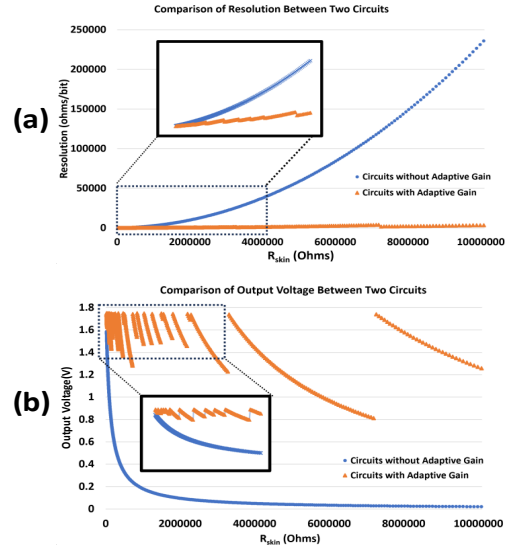 Comparison of Resolution Between Two Circuits
(a)
Resolution (ohms/bit)
250000
200000
150000
100000
50000
0
Circuits without Adaptive Gain
Circuits with Adaptive Gain
0 2000000 4000000 6000000 8000000 10000000
Rskin (Ohms)
Comparison of Output Voltage Between Two Circuits
(b)
Output Voltage(V)
1.8
1.6
1.4
1.2
1
0.8
0.6
0.4
0.2
0
Circuits without Adaptive Gain
Circuits with Adaptive Gain
0 2000000 4000000 6000000 8000000 10000000
Rskin (Ohms)